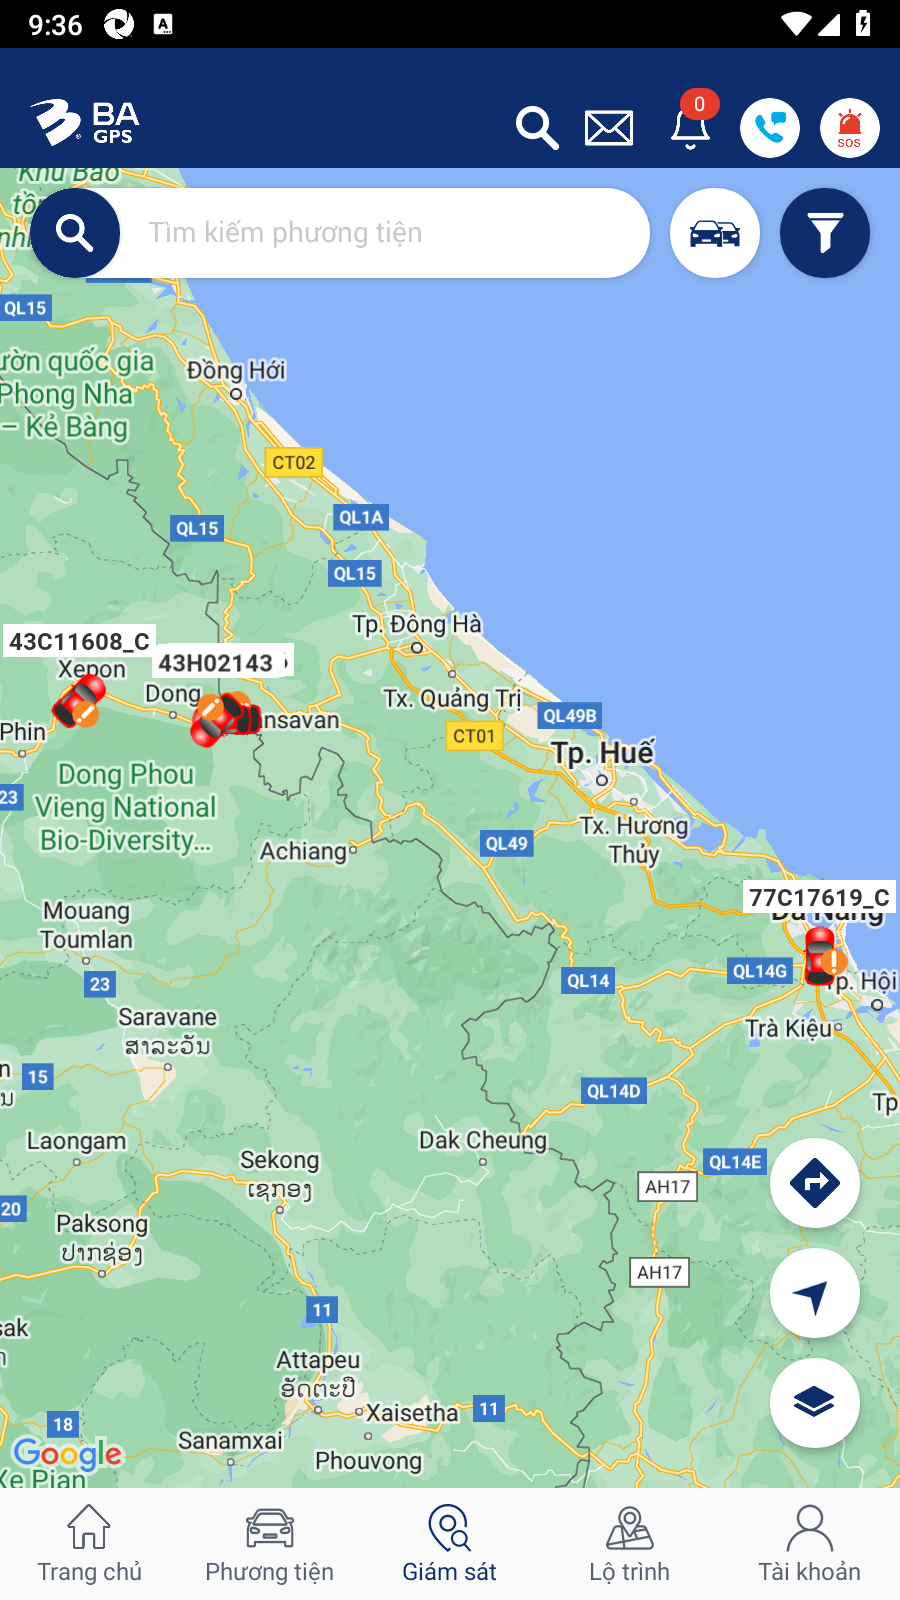 9:36
A
BA
GPS
0
SOS
Khu Bảo
tồn
nhi
Tìm kiếm phương tiện
QL15
ườn quốc gia
Phong Nha
– Kẻ Bàng
Đồng Hới
CT02
QL1A
QL15
QL15
Tp. Đông Hà
43C11608_C
Xepon
43H02143
Dong
nsavan
Tx. Quảng Trị
QL49B
Phin
CT01
Tp. Huế
Dong Phou
Vieng National
Bio-Diversity...
23
Tx. Hương
Thủy
QL49
Achiang
77C17619_C
Đà Nẵng
Mouang
Toumlan
QL14G
QL14
Tp. Hội
23
Saravane
ສາລະວັນ
Trà Kiệu
15
QL14D
Tp
Laongam
Dak Cheung
Sekong
ເຊກອງ
QL14E
AH17
20
Paksong
ປາກຊ່ອງ
AH17
11
sak
Attapeu
ອັດຕະປື
Xaisetha
11
18
Sanamxai
Phouvong
Google
Xe Pian
Trang chủ
Phương tiện
Giám sát
Lộ trình
Tài khoản